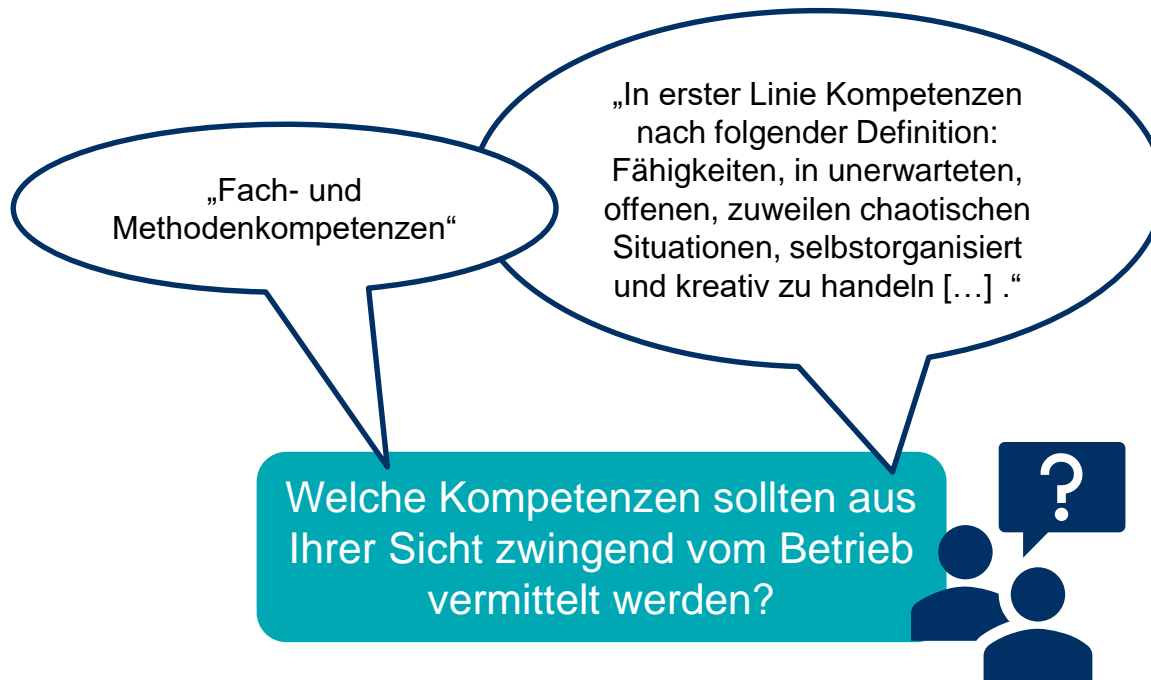 „Fach- und
Methodenkompetenzen“
„In erster Linie Kompetenzen
nach folgender Definition:
Fähigkeiten, in unerwarteten,
offenen, zuweilen chaotischen
Situationen, selbstorganisiert
und kreativ zu handeln […] .“
Welche Kompetenzen sollten aus
Ihrer Sicht zwingend vom Betrieb
vermittelt werden?
?